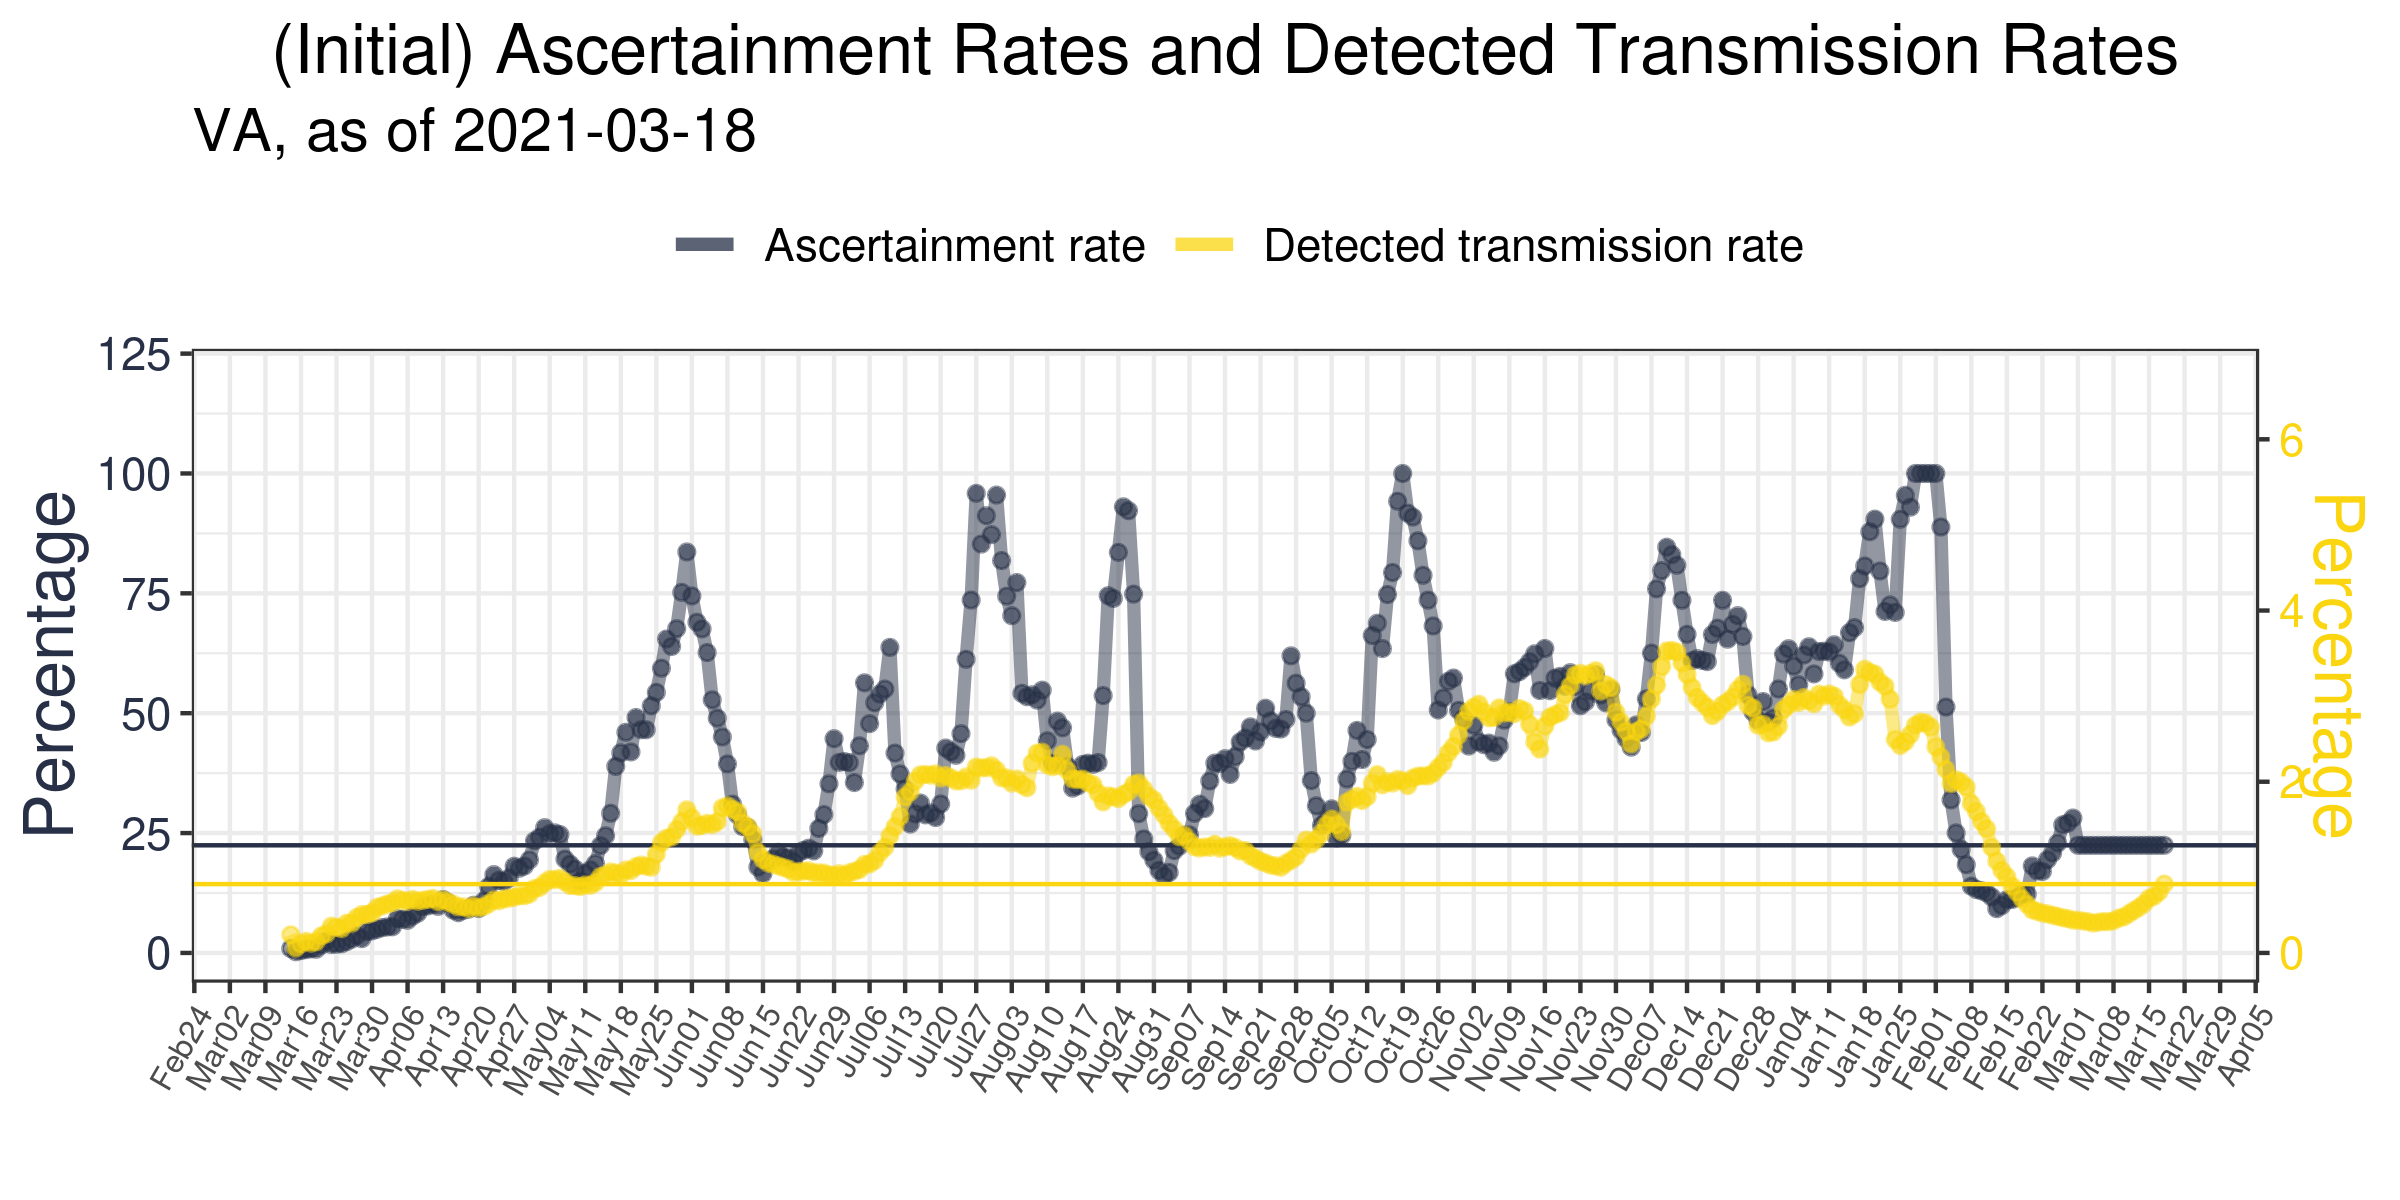 (Initial) Ascertainment Rates and Detected Transmission Rates
VA, as of 2021-03-18
Ascertainment rate
Detected transmission rate
Percentage
125
100
75
50
25
0
6
4
2
0
Percentage
Feb24
Mar02
Mar09
Mar16
Mar23
Mar30
Apr06
Apr13
Apr20
Apr27
May04
May11
May18
May25
Jun01
Jun08
Jun15
Jun22
Jun29
Jul06
Jul13
Jul20
Jul27
Aug03
Aug10
Aug17
Aug24
Aug31
Sep07
Sep14
Sep21
Sep28
Oct05
Oct12
Oct19
Oct26
Nov02
Nov09
Nov16
Nov23
Nov30
Dec07
Dec14
Dec21
Dec28
Jan04
Jan11
Jan18
Jan25
Feb01
Feb08
Feb15
Feb22
Mar01
Mar08
Mar15
Mar22
Mar29
Apr05